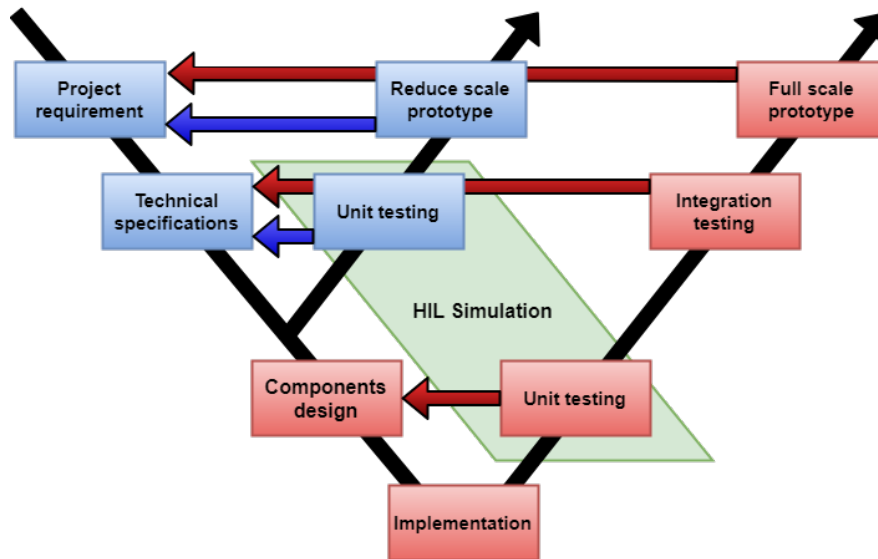 Project
requirement
Reduce scale
prototype
Full scale
prototype
Technical
specifications
Unit testing
Integration
testing
HIL Simulation
Components
design
Unit testing
Implementation